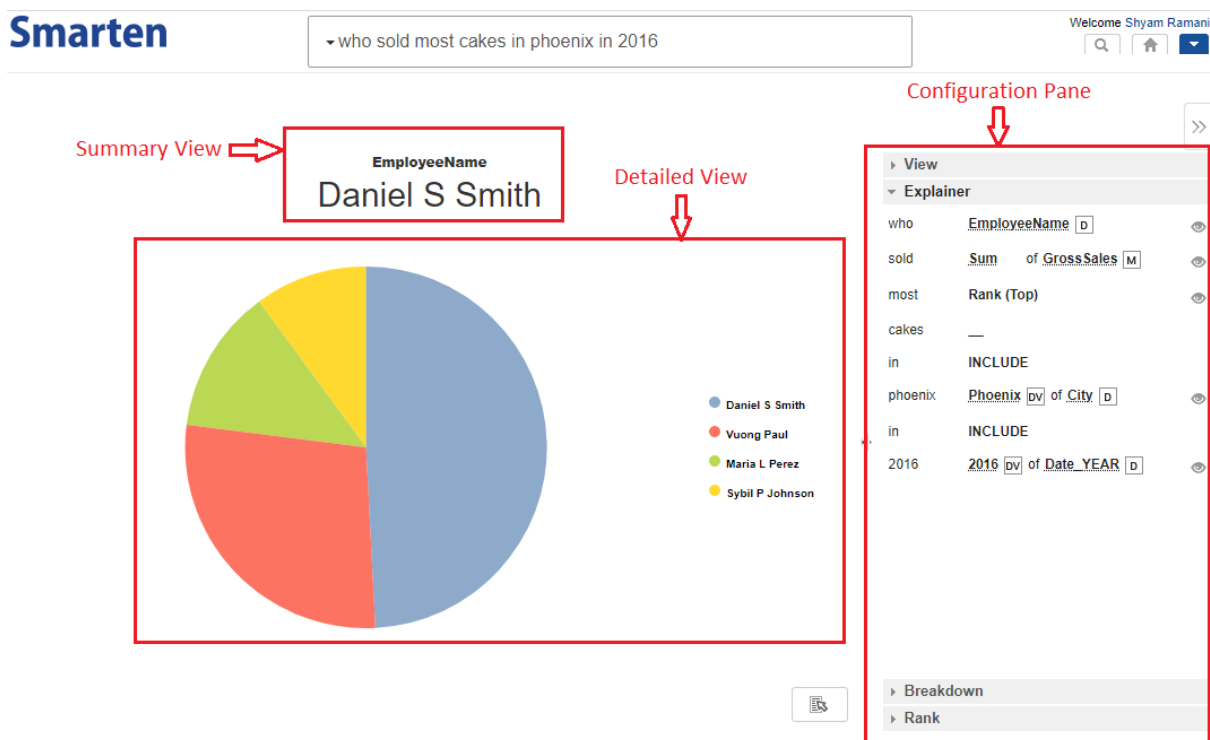 Smarten
who sold most cakes in phoenix in 2016
Welcome Shyam Ramani
Configuration Pane
Summary View
EmployeeName
Daniel S Smith
Detailed View
Daniel S Smith
Vuong Paul
Maria L Perez
Sybil P Johnson
View
Explainer
who EmployeeName D
sold Sum of GrossSales M
most Rank (Top)
cakes __
in INCLUDE
phoenix Phoenix DV of City D
in INCLUDE
2016 2016 DV of Date_YEAR D
Breakdown
Rank